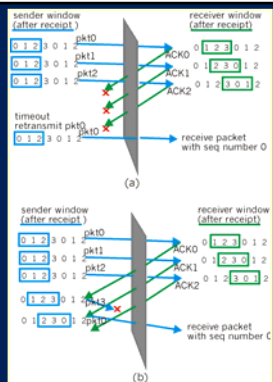 sender window
(after receipt)
receiver window
(after receipt)
0 1 2 3 0 1 2 pkt0
0 1 2 3 0 1 2 pkt1
0 1 2 3 0 1 2 pkt2
ACK0 0 1 2 3 0 1 2
ACK1 0 1 2 3 0 1 2
ACK2 0 1 2 3 0 1 2
timeout
retransmit pkt0
0 1 2 3 0 1 2 pkt0
receive packet
with seq number 0
(a)
sender window
(after receipt)
receiver window
(after receipt)
0 1 2 3 0 1 2 pkt0
0 1 2 3 0 1 2 pkt1
0 1 2 3 0 1 2 pkt2
ACK0 0 1 2 3 0 1 2
ACK1 0 1 2 3 0 1 2
ACK2 0 1 2 3 0 1 2
0 1 2 3 0 1 2 pkt3
0 1 2 3 0 1 2 pkt0
receive packet
with seq number 0
(b)